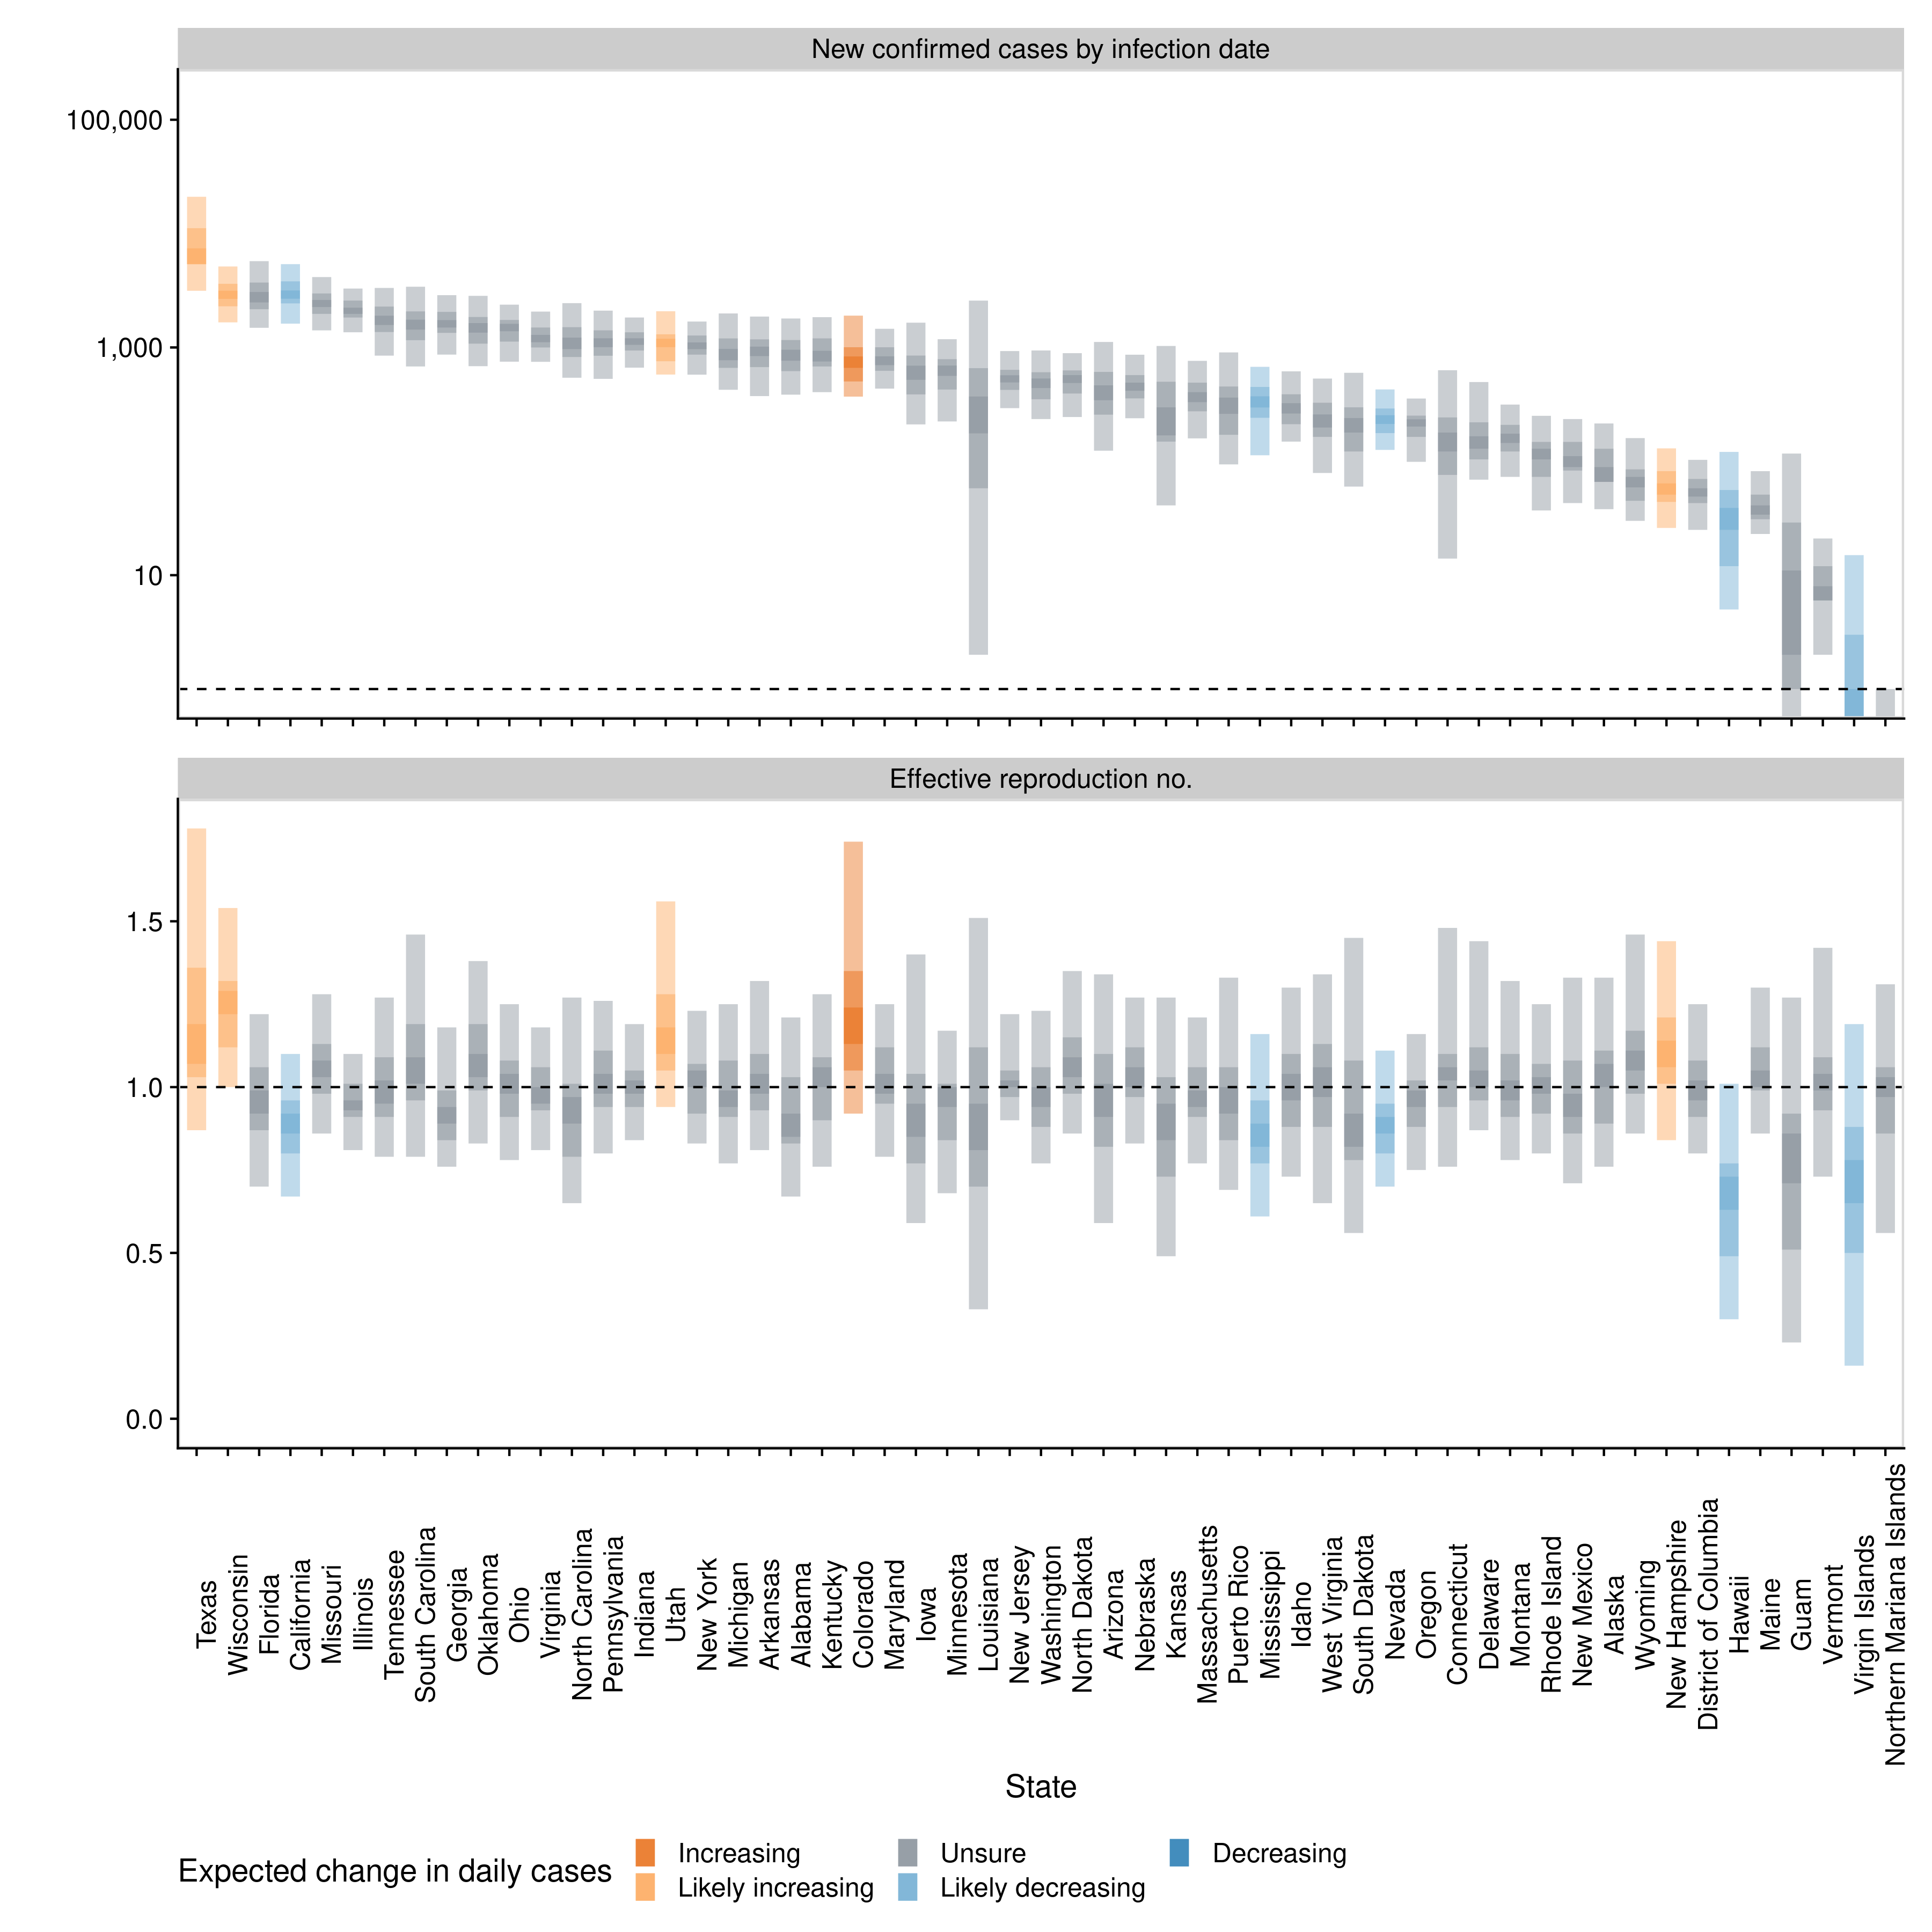 New confirmed cases by infection date
100,000
1,000
10
Effective reproduction no.
1.5
1.0
0.5
0.0
Texas
Wisconsin
Florida
California
Missouri
Illinois
Tennessee
South Carolina
Georgia
Oklahoma
Ohio
Virginia
North Carolina
Pennsylvania
Indiana
Utah
New York
Michigan
Arkansas
Alabama
Kentucky
Colorado
Maryland
Iowa
Minnesota
Louisiana
New Jersey
Washington
North Dakota
Arizona
Nebraska
Kansas
Massachusetts
Puerto Rico
Mississippi
Idaho
West Virginia
South Dakota
Nevada
Oregon
Connecticut
Delaware
Montana
Rhode Island
New Mexico
Alaska
Wyoming
New Hampshire
District of Columbia
Hawaii
Maine
Guam
Vermont
Virgin Islands
Northern Mariana Islands
State
Expected change in daily cases
Increasing
Unsure
Decreasing
Likely increasing
Likely decreasing